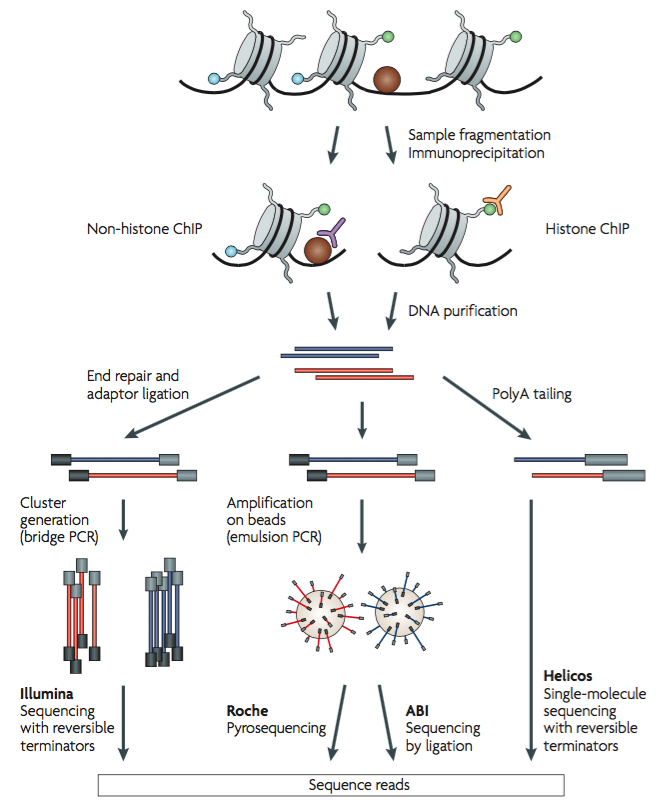 Sample fragmentation
Immunoprecipitation
Non-histone ChIP
Histone ChIP
DNA purification
End repair and
adaptor ligation
PolyA tailing
Cluster
generation
(bridge PCR)
Amplification
on beads
(emulsion PCR)
Illumina
Sequencing
with reversible
terminators
Roche
Pyrosequencing
ABI
Sequencing
by ligation
Helicos
Single-molecule
sequencing
with reversible
terminators
Sequence reads